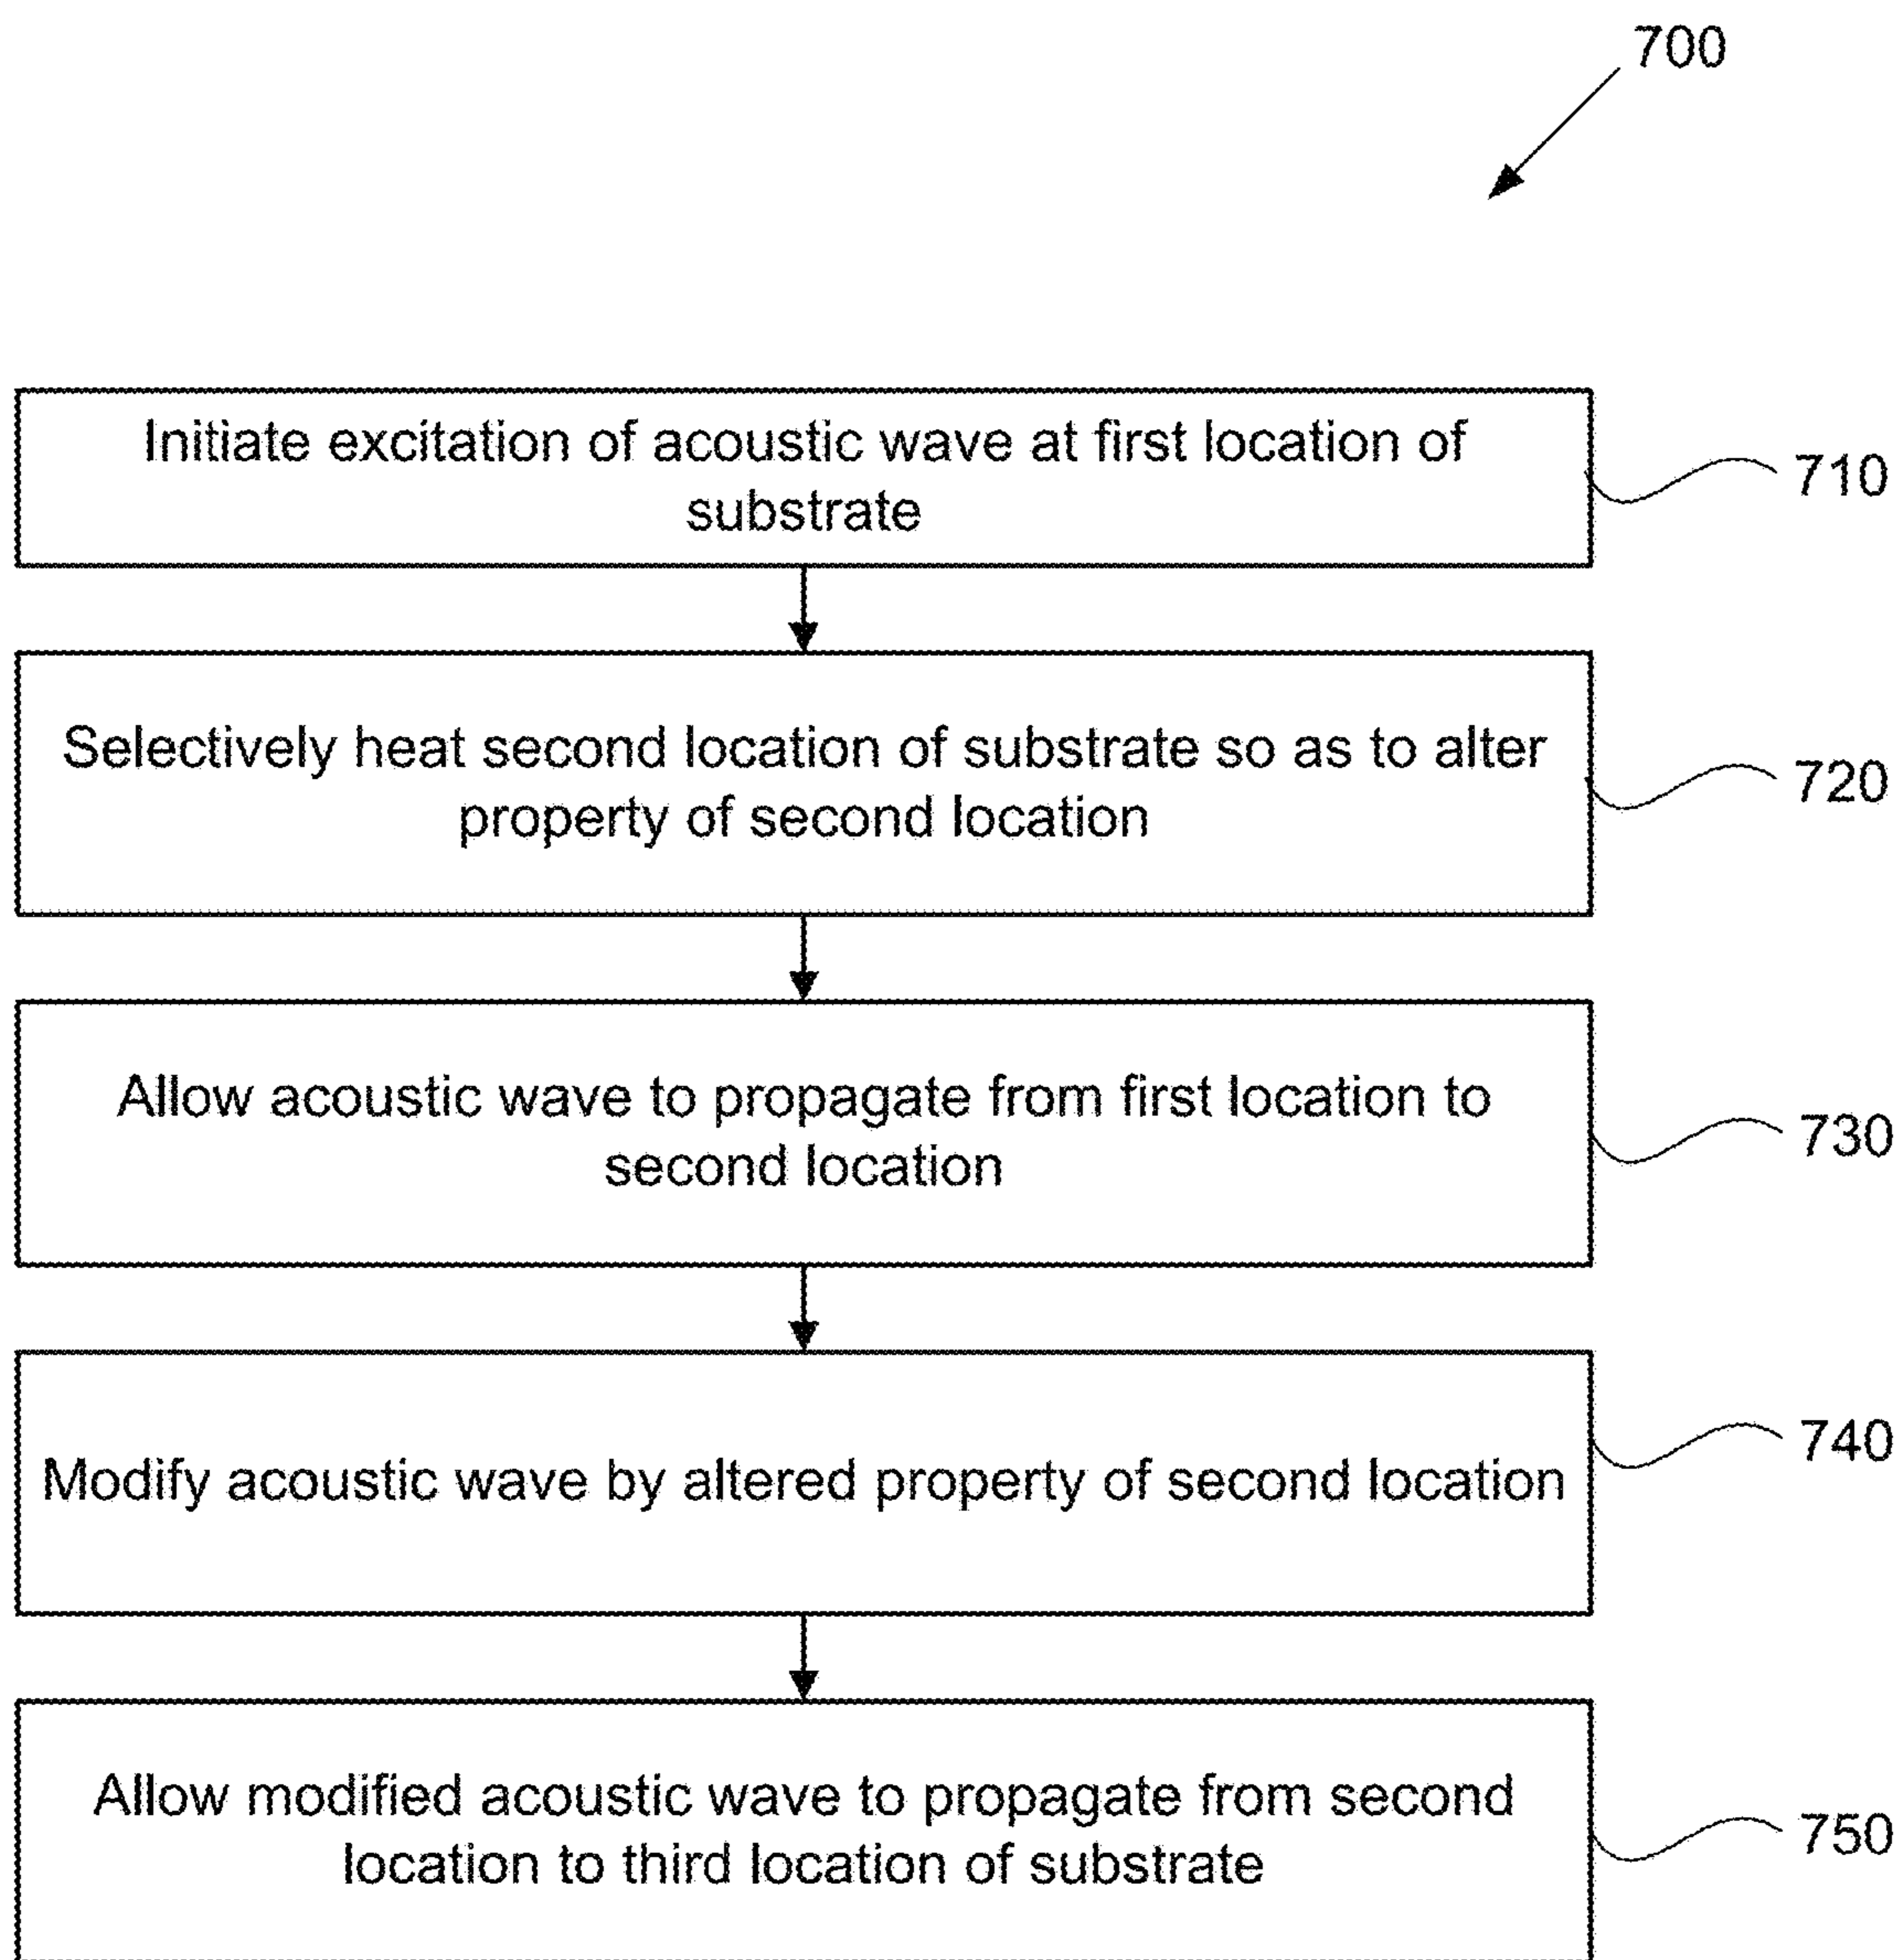 700
Initiate excitation of acoustic wave at first location of
substrate
710
Selectively heat second location of substrate so as to alter
property of second location
720
Allow acoustic wave to propagate from first location to
second location
730
Modify acoustic wave by altered property of second location
740
Allow modified acoustic wave to propagate from second
location to third location of substrate
750